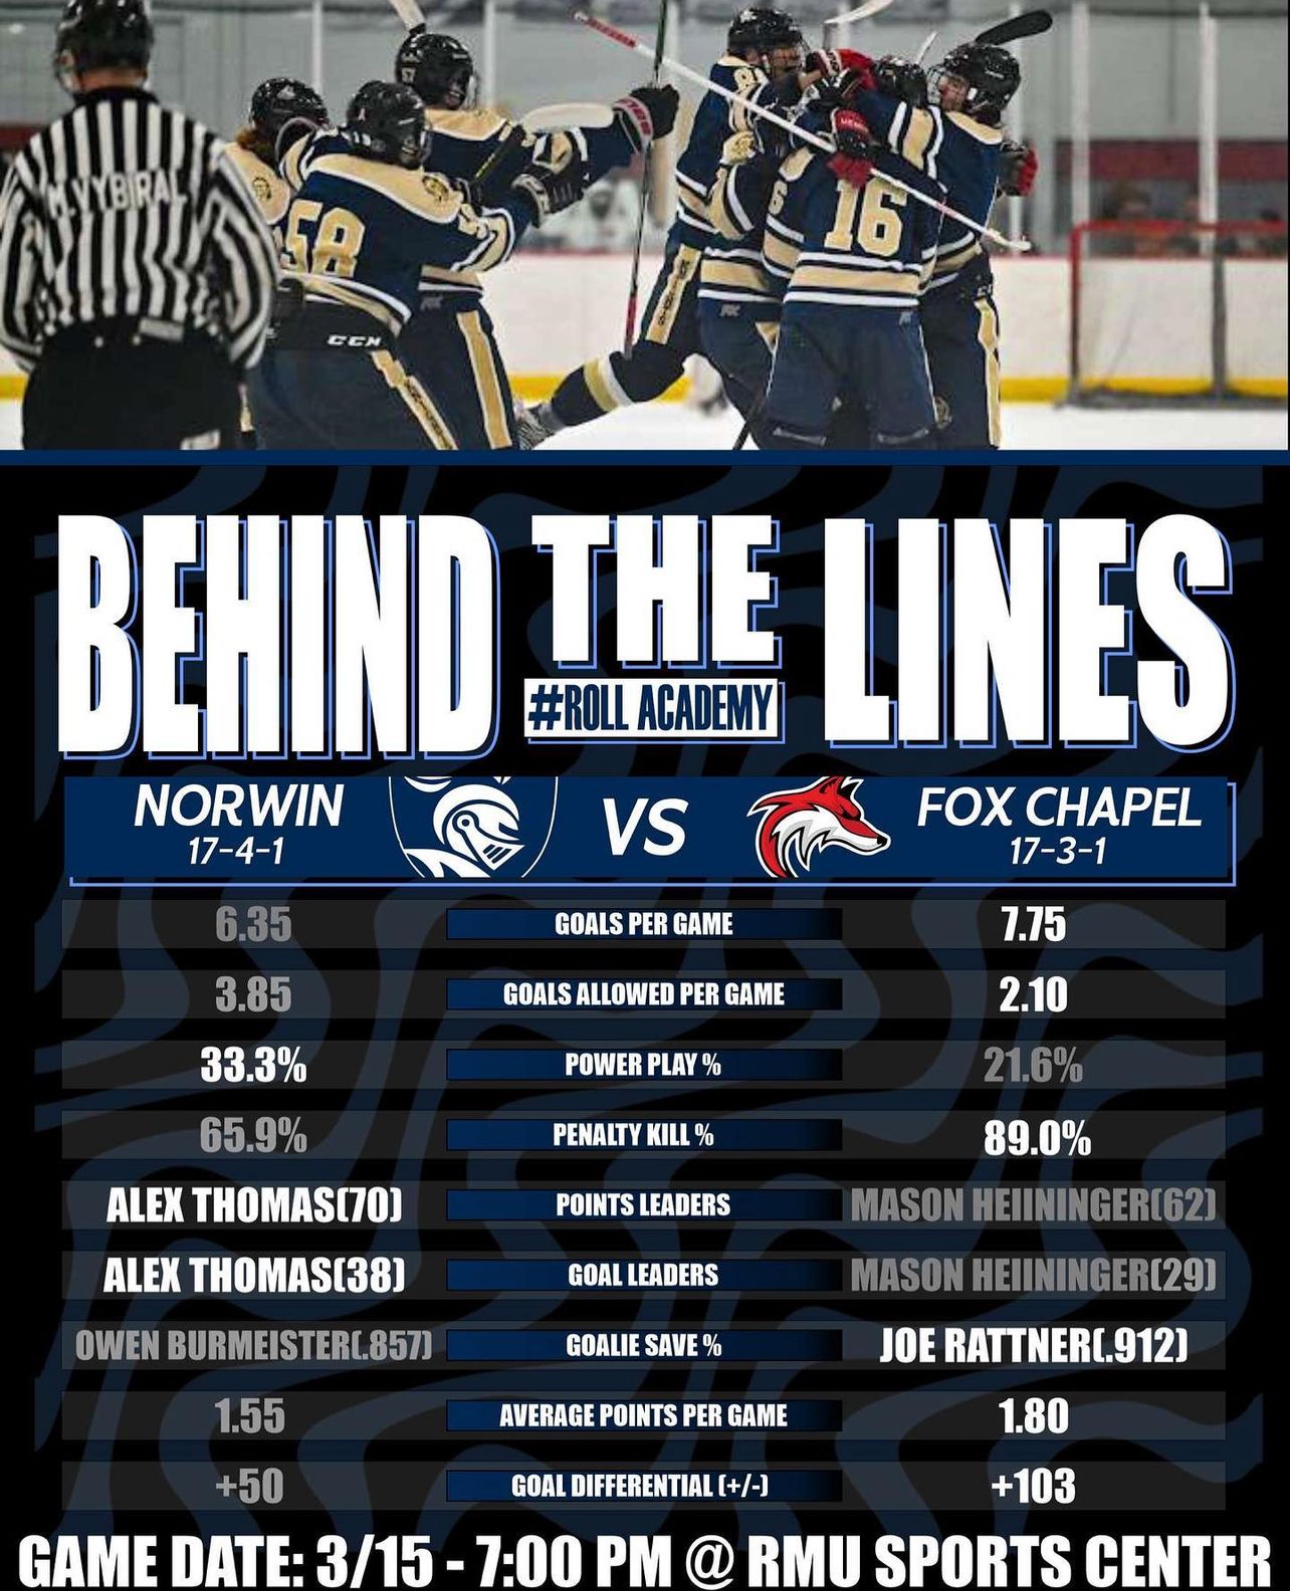 M.VYBIRAL
58
CCM
16
BEHIND THE LINES
#ROLL ACADEMY
NORWIN VS FOX CHAPEL
17-4-1 17-3-1
6.35 GOALS PER GAME 7.75
3.85 GOALS ALLOWED PER GAME 2.10
33.3% POWER PLAY % 21.6%
65.9% PENALTY KILL % 89.0%
ALEX THOMAS(70) POINTS LEADERS MASON HEIININGER(62)
ALEX THOMAS(38) GOAL LEADERS MASON HEIININGER(29)
OWEN BURMEISTER(.857) GOALIE SAVE % JOE RATTNER(.912)
1.55 AVERAGE POINTS PER GAME 1.80
+50 GOAL DIFFERENTIAL (+/-) +103
GAME DATE: 3/15 - 7:00 PM @ RMU SPORTS CENTER